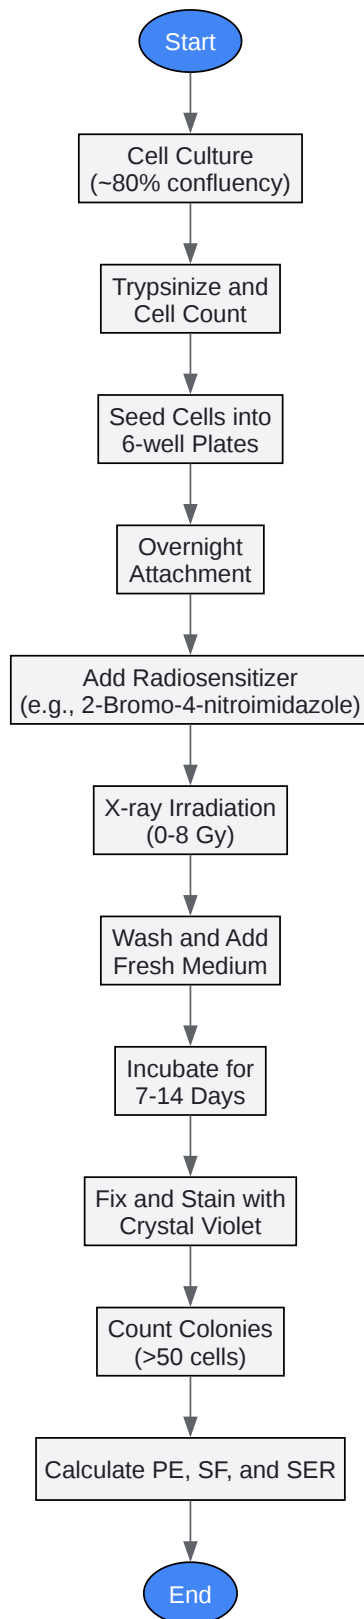 Start
Cell Culture
(~80% confluency)
Trypsinize and
Cell Count
Seed Cells into
6-well Plates
Overnight
Attachment
Add Radiosensitizer
(e.g., 2-Bromo-4-nitroimidazole)
X-ray Irradiation
(0-8 Gy)
Wash and Add
Fresh Medium
Incubate for
7-14 Days
Fix and Stain with
Crystal Violet
Count Colonies
(>50 cells)
Calculate PE, SF, and SER
End